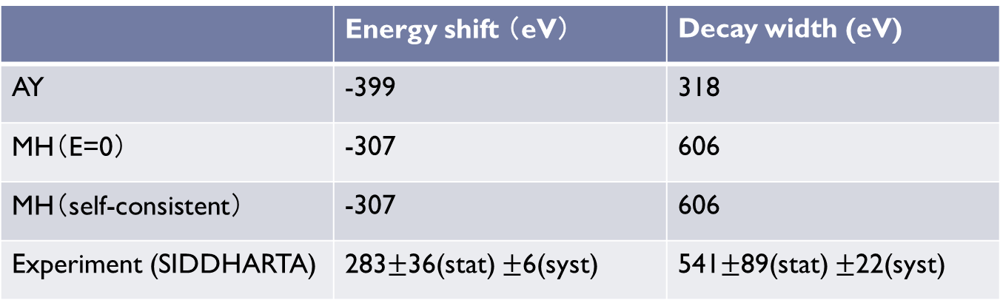 Energy shift（eV） Decay width (eV)
AY -399 318
MH（E=0） -307 606
MH（self-consistent） -307 606
Experiment (SIDDHARTA) 283±36(stat) ±6(syst) 541±89(stat) ±22(syst)